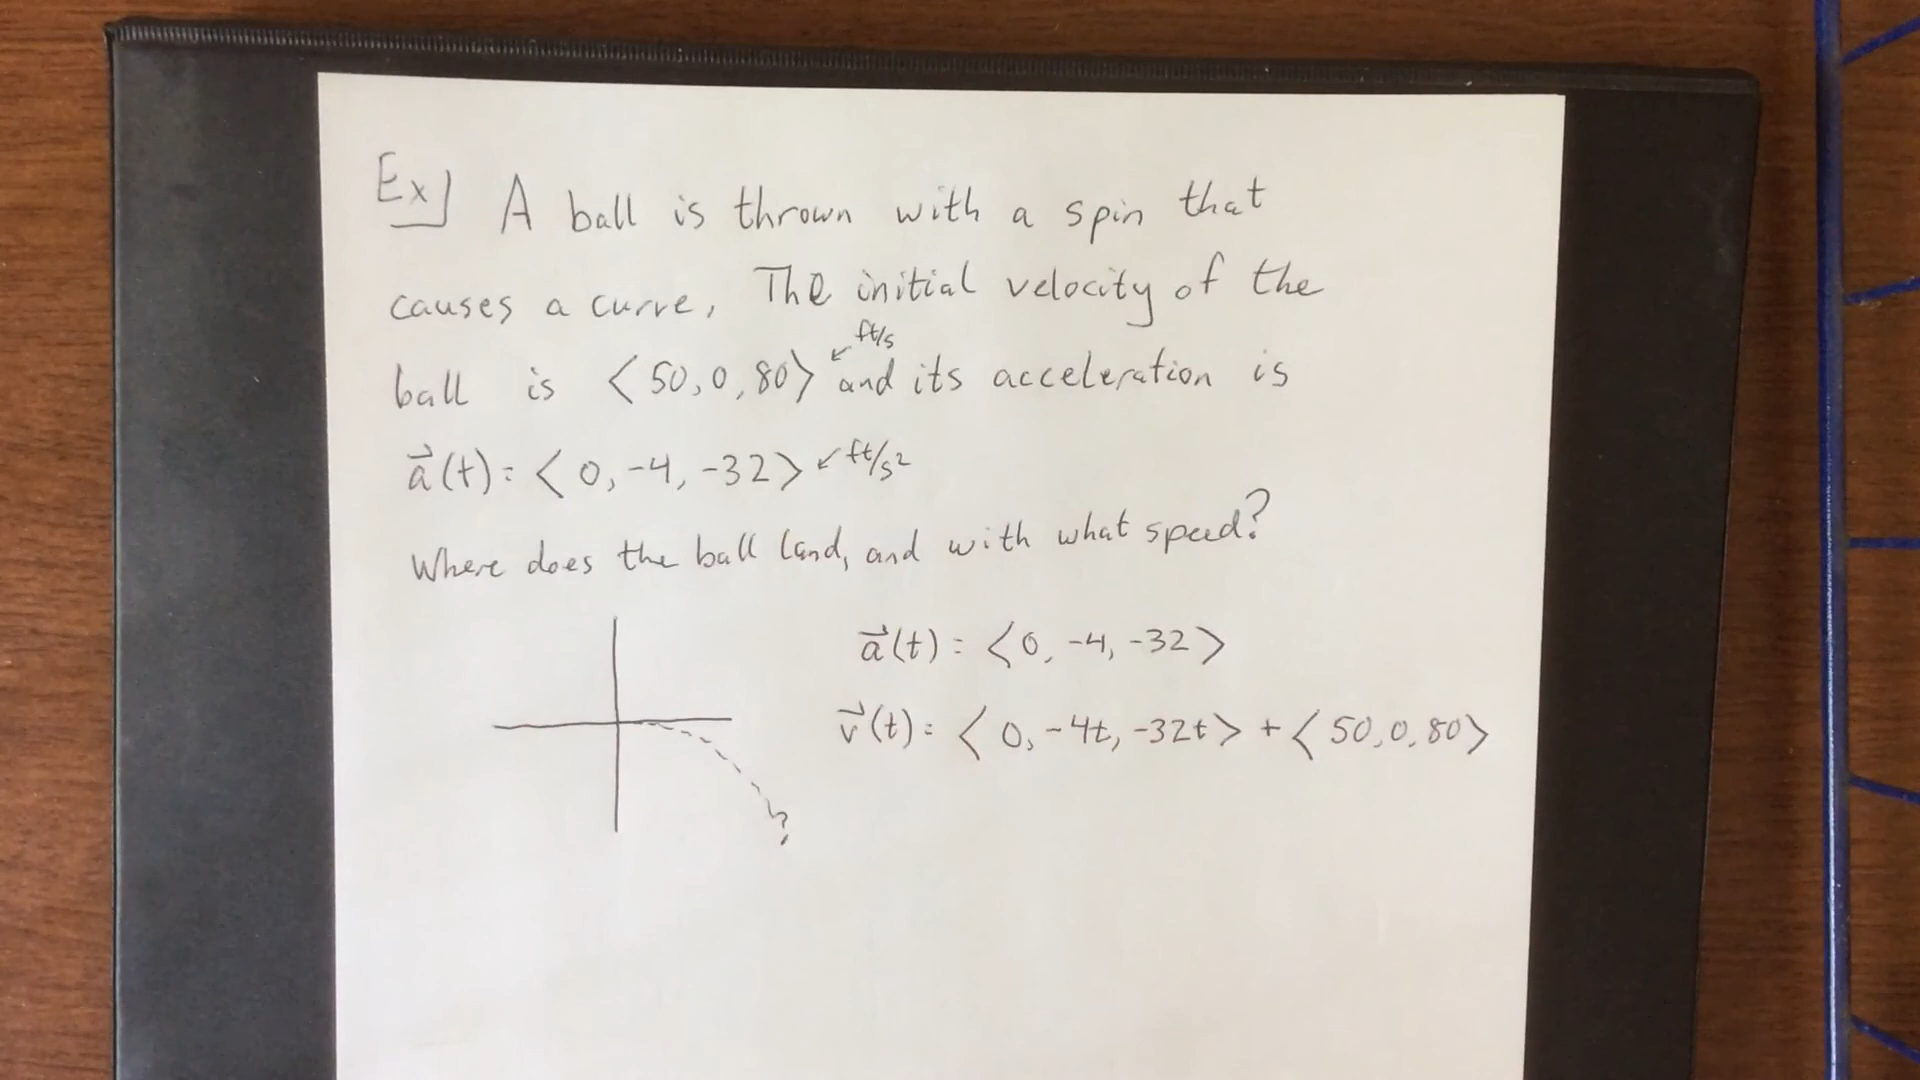 Ex] A ball is thrown with a spin that
causes a curve, The initial velocity of the
ball is ⟨50,0,80⟩ ↙ft/s and its acceleration is
a⃗(t) = ⟨0, -4, -32⟩ ↙ft/s²
Where does the ball land, and with what speed?
a⃗(t) = ⟨0, -4, -32⟩
v⃗(t) = ⟨0, -4t, -32t⟩ + ⟨50,0,80⟩
?